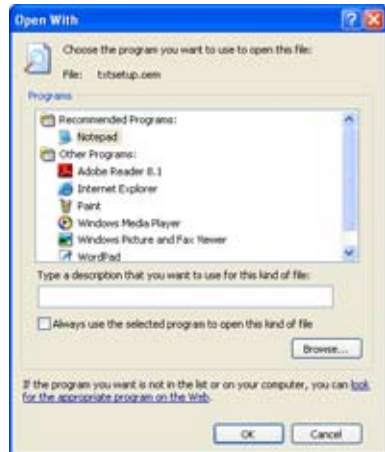 Open With
Choose the program you want to use to open this file:
File: txtsetup.oem
Programs
Recommended Programs:
Notepad
Other Programs:
Adobe Reader 8.1
Internet Explorer
Paint
Windows Media Player
Windows Picture and Fax Viewer
WordPad
Type a description that you want to use for this kind of file:
Always use the selected program to open this kind of file
Browse...
If the program you want is not in the list or on your computer, you can look
for the appropriate program on the Web.
OK Cancel